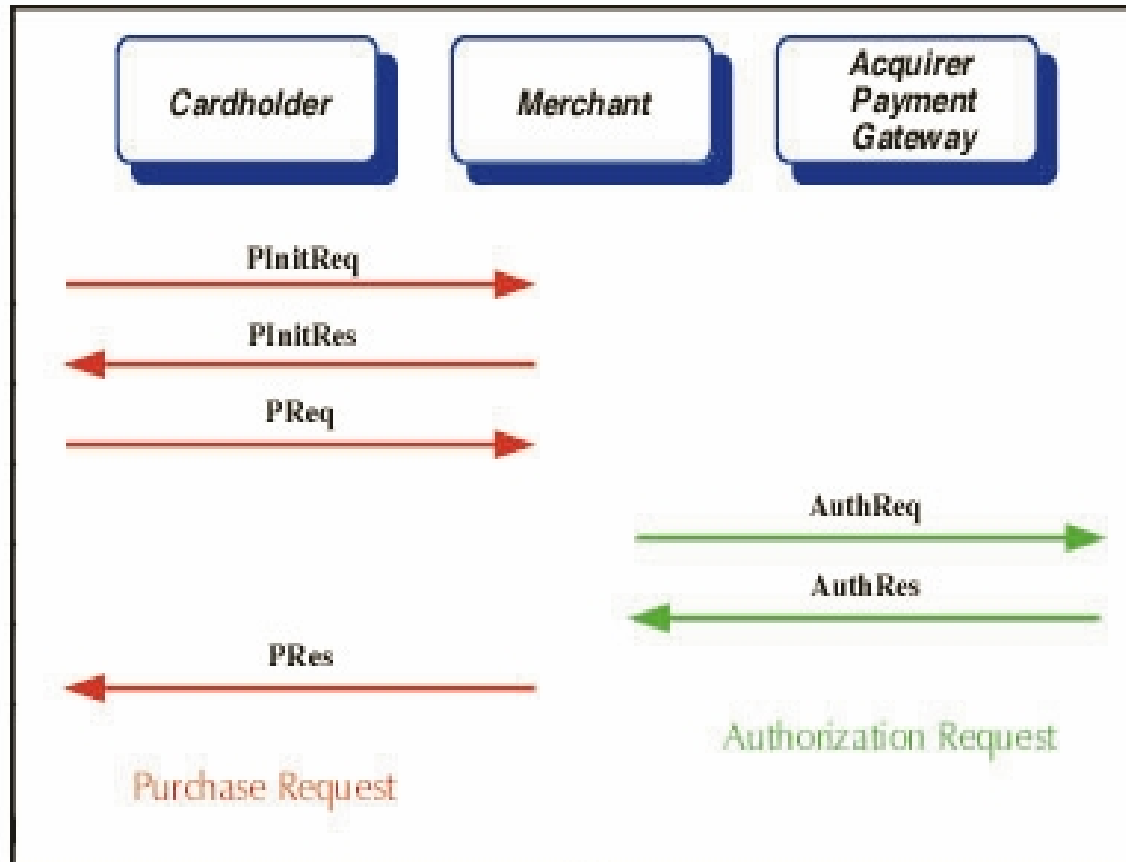 Cardholder
Merchant
Acquirer
Payment
Gateway
PInitReq
PInitRes
PReq
AuthReq
AuthRes
PRes
Authorization Request
Purchase Request